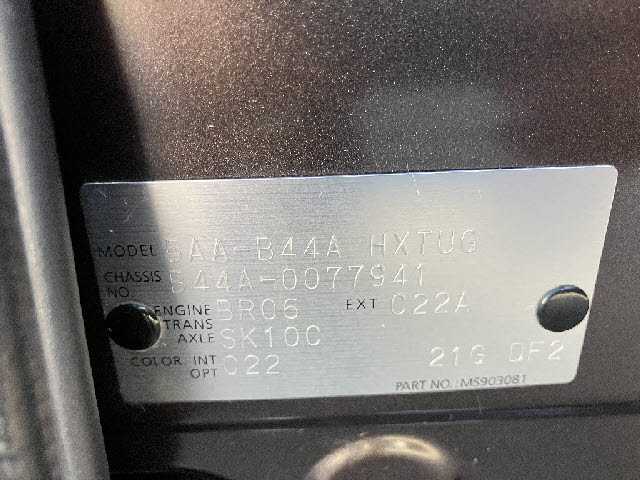 MODEL 5AA-B44A HXTUG
CHASSIS NO. B44A-0077941
ENGINE BR06 EXT C22A
TRANS AXLE SK10C
COLOR, INT OPT C22 21G QF2
PART NO.: MS903081